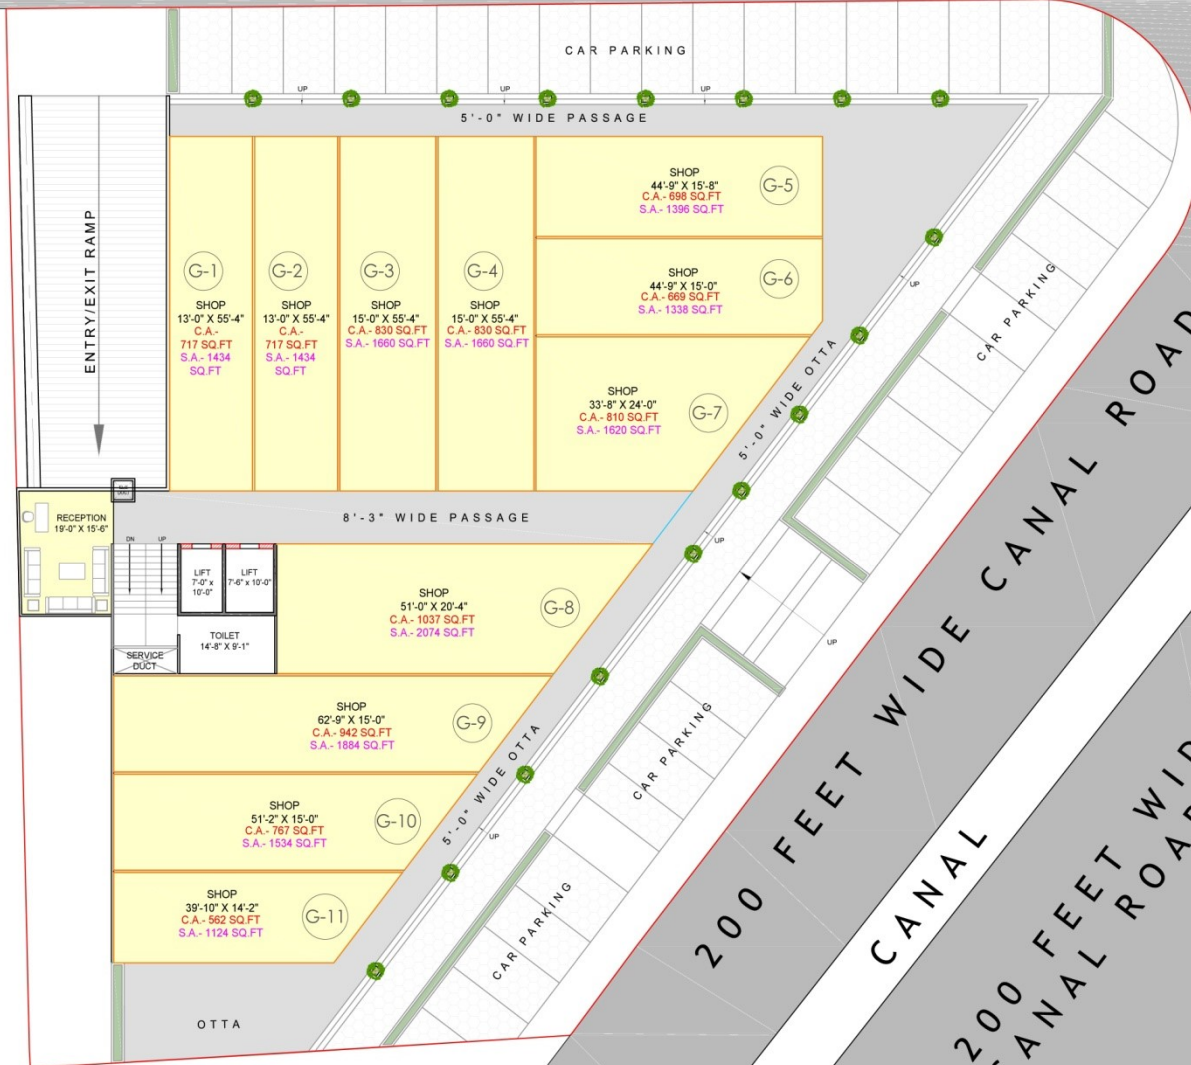 CAR PARKING
UP
UP
UP
5'-0" WIDE PASSAGE
ENTRY/EXIT RAMP
G-1
SHOP
13'-0" X 55'-4"
C.A.-
717 SQ.FT
S.A.- 1434
SQ.FT
G-2
SHOP
13'-0" X 55'-4"
C.A.-
717 SQ.FT
S.A.- 1434
SQ.FT
G-3
SHOP
15'-0" X 55'-4"
C.A.- 830 SQ.FT
S.A.- 1660 SQ.FT
G-4
SHOP
15'-0" X 55'-4"
C.A.- 830 SQ.FT
S.A.- 1660 SQ.FT
SHOP
44'-9" X 15'-8"
C.A.- 698 SQ.FT
S.A.- 1396 SQ.FT
G-5
SHOP
44'-9" X 15'-0"
C.A.- 669 SQ.FT
S.A.- 1338 SQ.FT
G-6
SHOP
33'-8" X 24'-0"
C.A.- 810 SQ.FT
S.A.- 1620 SQ.FT
G-7
UP
CAR PARKING
5'-0" WIDE OTTA
8'-3" WIDE PASSAGE
RECEPTION
19'-0" X 15'-6"
DUCT
DN
UP
LIFT
7'-0" x
10'-0"
LIFT
7'-6" x 10'-0"
TOILET
14'-8" X 9'-1"
SERVICE
DUCT
SHOP
51'-0" X 20'-4"
C.A.- 1037 SQ.FT
S.A.- 2074 SQ.FT
G-8
UP
UP
SHOP
62'-9" X 15'-0"
C.A.- 942 SQ.FT
S.A.- 1884 SQ.FT
G-9
CAR PARKING
5'-0" WIDE OTTA
UP
SHOP
51'-2" X 15'-0"
C.A.- 767 SQ.FT
S.A.- 1534 SQ.FT
G-10
SHOP
39'-10" X 14'-2"
C.A.- 562 SQ.FT
S.A.- 1124 SQ.FT
G-11
CAR PARKING
OTTA
200 FEET WIDE CANAL ROAD
CANAL
200 FEET WID
CANAL ROA